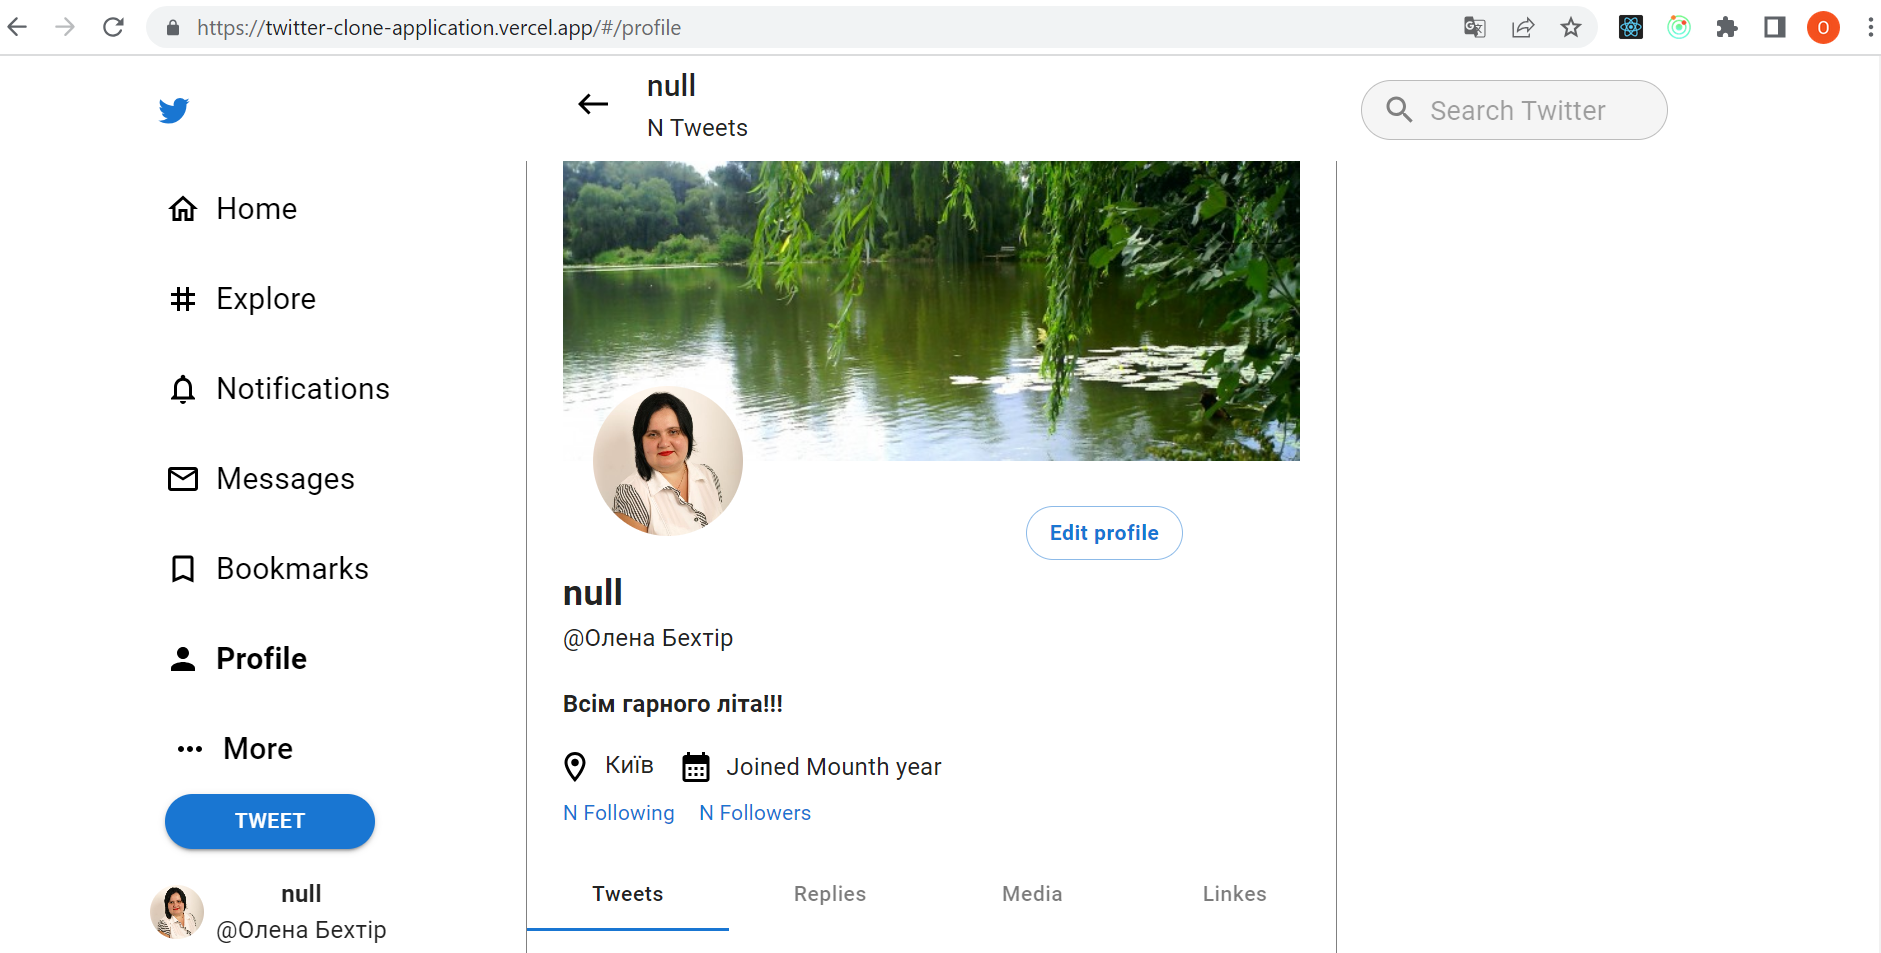 https://twitter-clone-application.vercel.app/#/profile
O
null
N Tweets
Search Twitter
Home
Explore
Notifications
Messages
Bookmarks
Profile
More
TWEET
null
@Олена Бехтір
Edit profile
null
@Олена Бехтір
Всім гарного літа!!!
Київ
Joined Mounth year
N Following
N Followers
Tweets
Replies
Media
Linkes